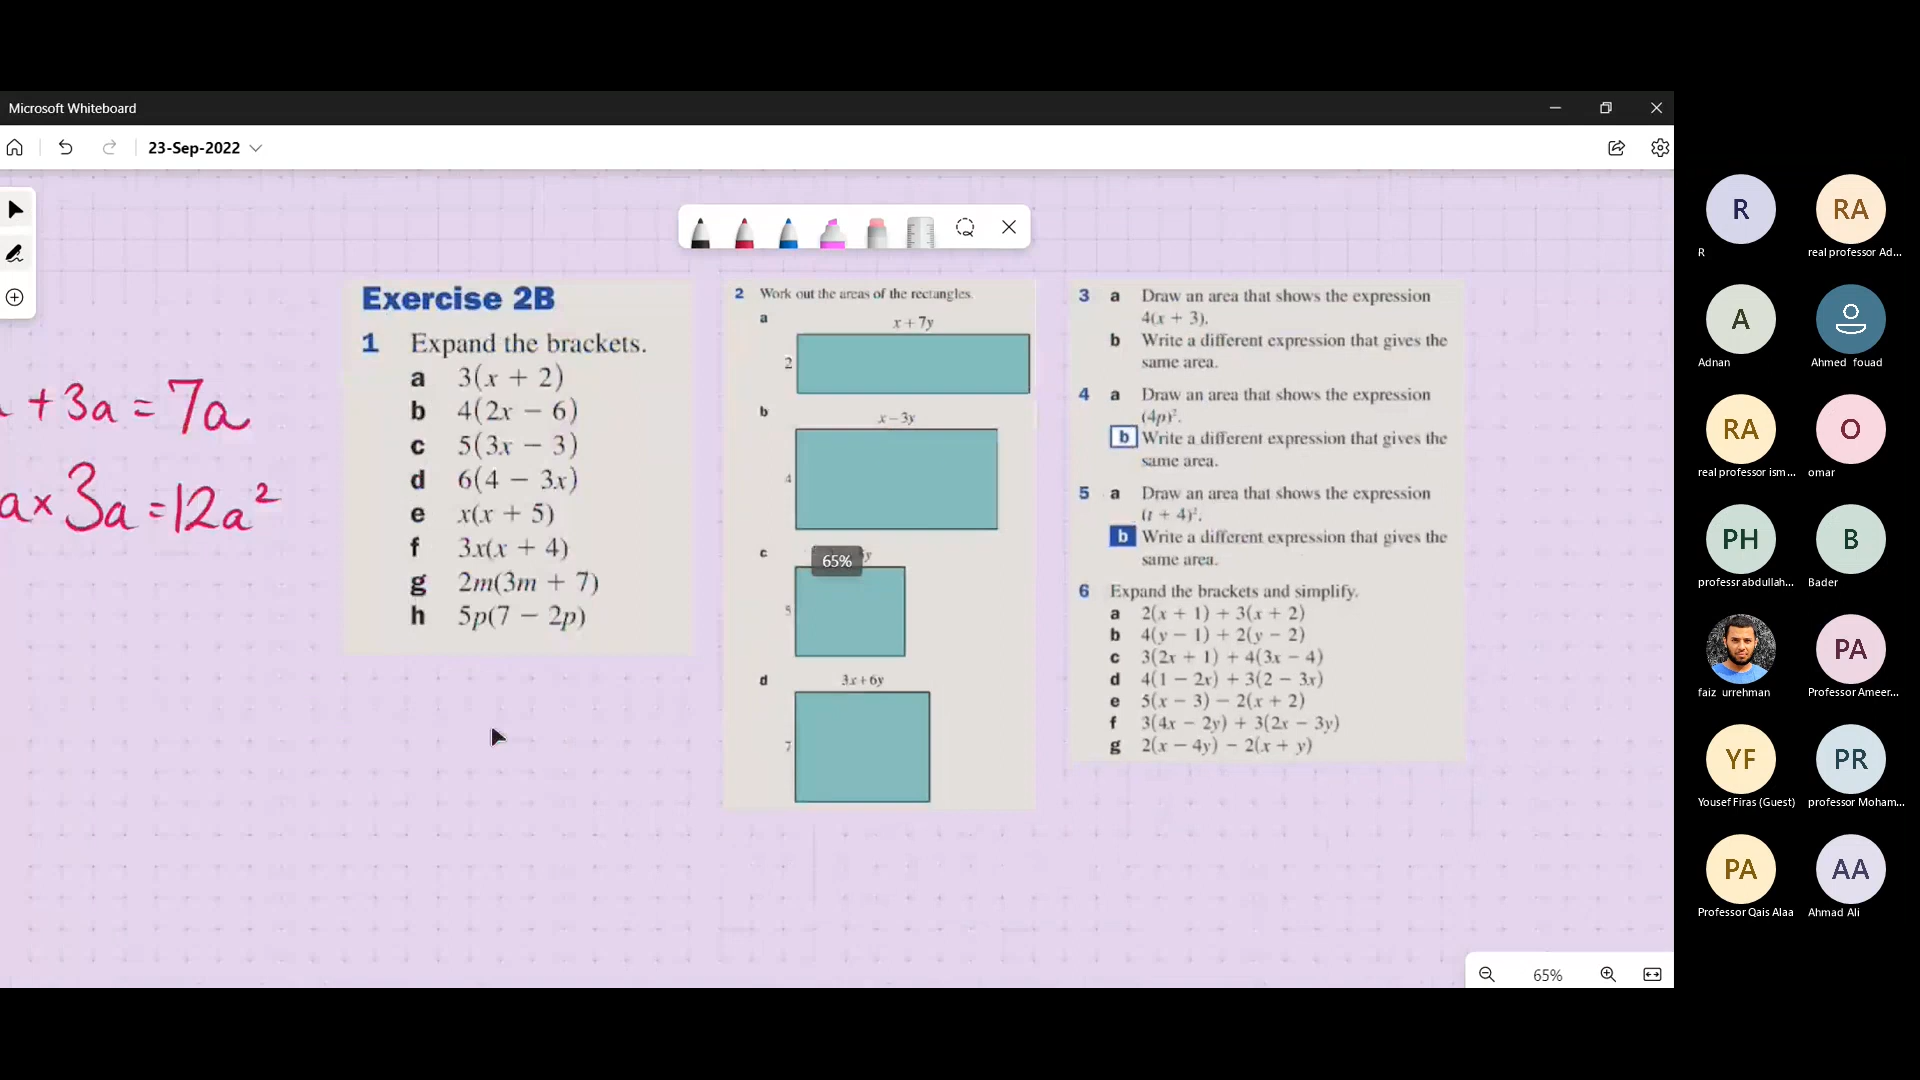 Microsoft Whiteboard
23-Sep-2022
+3a = 7a
a × 3a = 12a²
Exercise 2B
1 Expand the brackets.
a 3(x + 2)
b 4(2x − 6)
c 5(3x − 3)
d 6(4 − 3x)
e x(x + 5)
f 3x(x + 4)
g 2m(3m + 7)
h 5p(7 − 2p)
2 Work out the areas of the rectangles.
a
x + 7y
2
b
x − 3y
4
c
y
65%
5
d
3x + 6y
7
3 a Draw an area that shows the expression
4(x + 3).
b Write a different expression that gives the
same area.
4 a Draw an area that shows the expression
(4p)².
b Write a different expression that gives the
same area.
5 a Draw an area that shows the expression
(t + 4)².
b Write a different expression that gives the
same area.
6 Expand the brackets and simplify.
a 2(x + 1) + 3(x + 2)
b 4(y − 1) + 2(y − 2)
c 3(2x + 1) + 4(3x − 4)
d 4(1 − 2x) + 3(2 − 3x)
e 5(x − 3) − 2(x + 2)
f 3(4x − 2y) + 3(2x − 3y)
g 2(x − 4y) − 2(x + y)
65%
R RA
R real professor Ad...
A
Adnan Ahmed fouad
RA O
real professor ism... omar
PH B
professr abdullah... Bader
PA
faiz urrehman Professor Ameer...
YF PR
Yousef Firas (Guest) professor Moham...
PA AA
Professor Qais Alaa Ahmad Ali